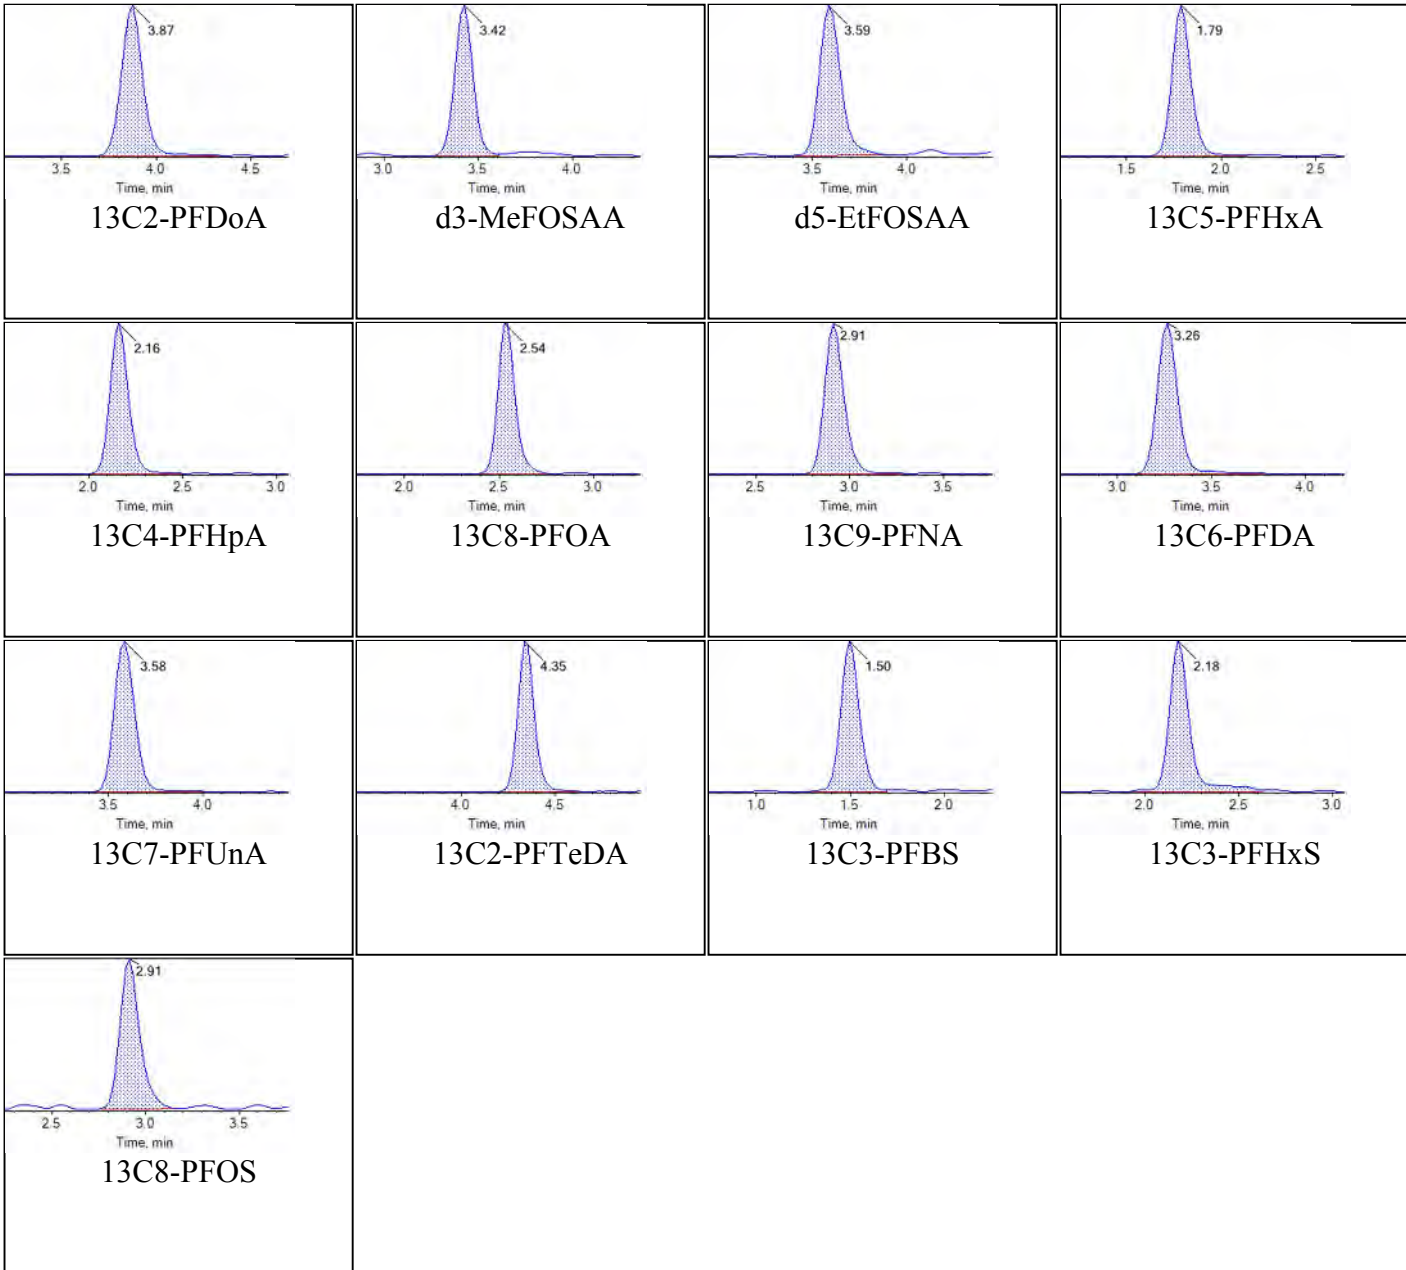 3.87
3.5 4.0 4.5
Time, min
13C2-PFDoA
3.42
3.0 3.5 4.0
Time, min
d3-MeFOSAA
3.59
3.5 4.0
Time, min
d5-EtFOSAA
1.79
1.5 2.0 2.5
Time, min
13C5-PFHxA
2.16
2.0 2.5 3.0
Time, min
13C4-PFHpA
2.54
2.0 2.5 3.0
Time, min
13C8-PFOA
2.91
2.5 3.0 3.5
Time, min
13C9-PFNA
3.26
3.0 3.5 4.0
Time, min
13C6-PFDA
3.58
3.5 4.0
Time, min
13C7-PFUnA
4.35
4.0 4.5
Time, min
13C2-PFTeDA
1.50
1.0 1.5 2.0
Time, min
13C3-PFBS
2.18
2.0 2.5 3.0
Time, min
13C3-PFHxS
2.91
2.5 3.0 3.5
Time, min
13C8-PFOS